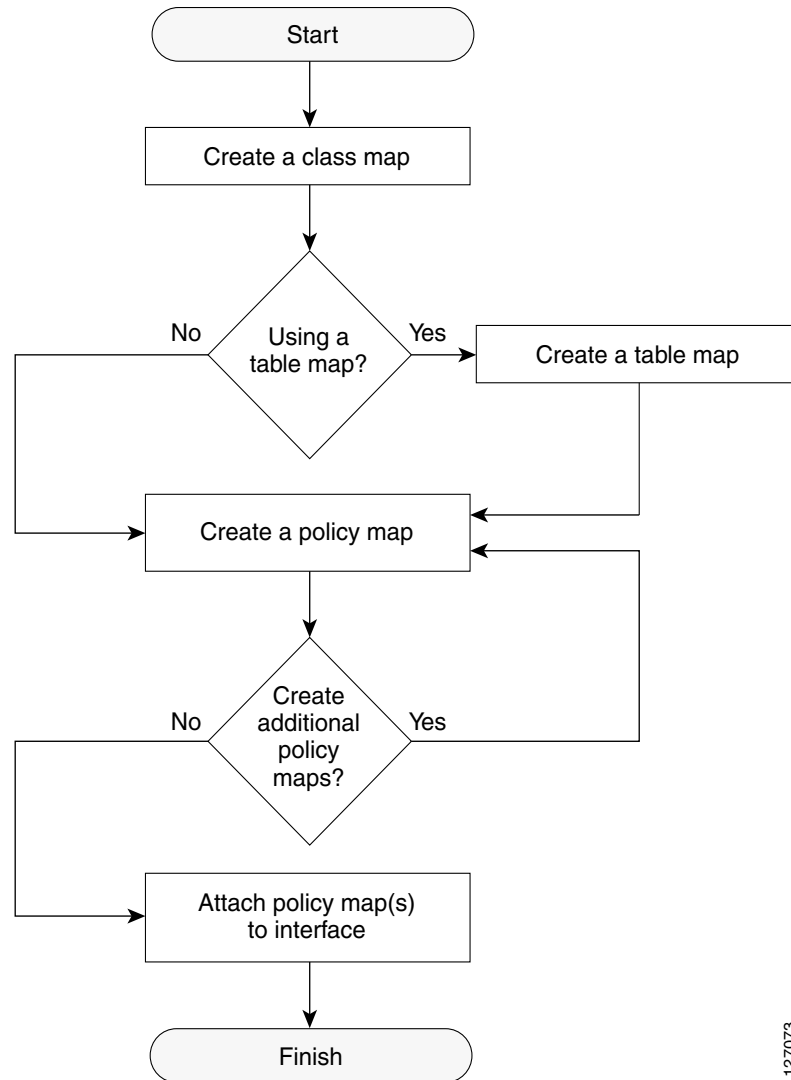 Start
Create a class map
No
Using a
table map?
Yes
Create a table map
Create a policy map
No
Create
additional
policy
maps?
Yes
Attach policy map(s)
to interface
Finish
127073